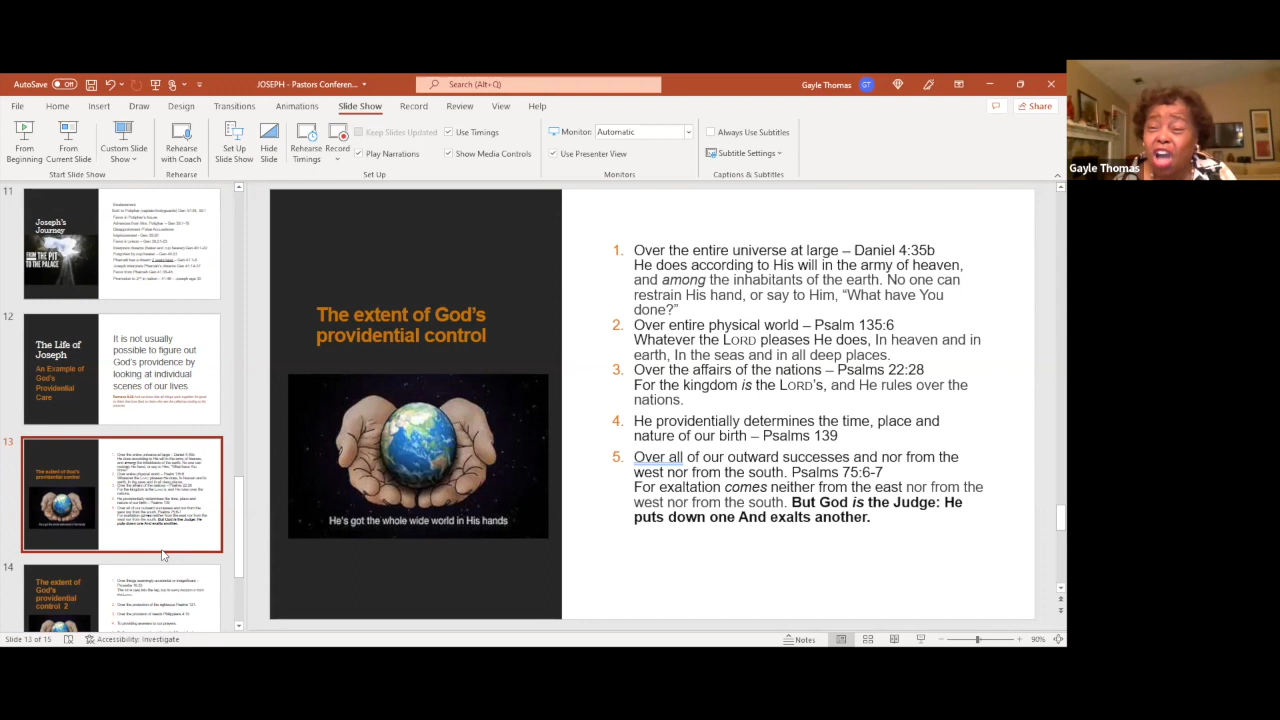 AutoSave Off
JOSEPH - Pastors Conferen...
Search (Alt+Q)
Gayle Thomas GT
File Home Insert Draw Design Transitions Animations Slide Show Record Review View Help
Share
From Beginning
From Current Slide
Custom Slide Show
Rehearse with Coach
Set Up Slide Show
Hide Slide
Rehearse Timings
Record
Keep Slides Updated
Play Narrations
Use Timings
Show Media Controls
Monitor: Automatic
Use Presenter View
Always Use Subtitles
Subtitle Settings
Start Slide Show
Rehearse
Set Up
Monitors
Captions & Subtitles
Gayle Thomas
11
Joseph's
Journey
FROM THE PIT
TO THE PALACE
12
The Life of
Joseph
An Example of
God's
Providential
Care
It is not usually
possible to figure out
God's providence by
looking at individual
scenes of our lives.
13
The extent of God's
providential control
14
The extent of
God's
providential
control 2
The extent of God's
providential control
He's got the whole wide world in His hands
1. Over the entire universe at large – Daniel 4:35b
He does according to His will in the army of heaven,
and among the inhabitants of the earth. No one can
restrain His hand, or say to Him, “What have You
done?”
2. Over entire physical world – Psalm 135:6
Whatever the LORD pleases He does, In heaven and in
earth, In the seas and in all deep places.
3. Over the affairs of the nations – Psalms 22:28
For the kingdom is the LORD's, and He rules over the
nations.
4. He providentially determines the time, place and
nature of our birth – Psalms 139
5. Over all of our outward success and nor from the
west nor from the south. Psalms 75:6-7
For exaltation comes neither from the east nor from the
west nor from the south. But God is the Judge: He
puts down one And exalts another.
Slide 13 of 15
Accessibility: Investigate
Notes
90%